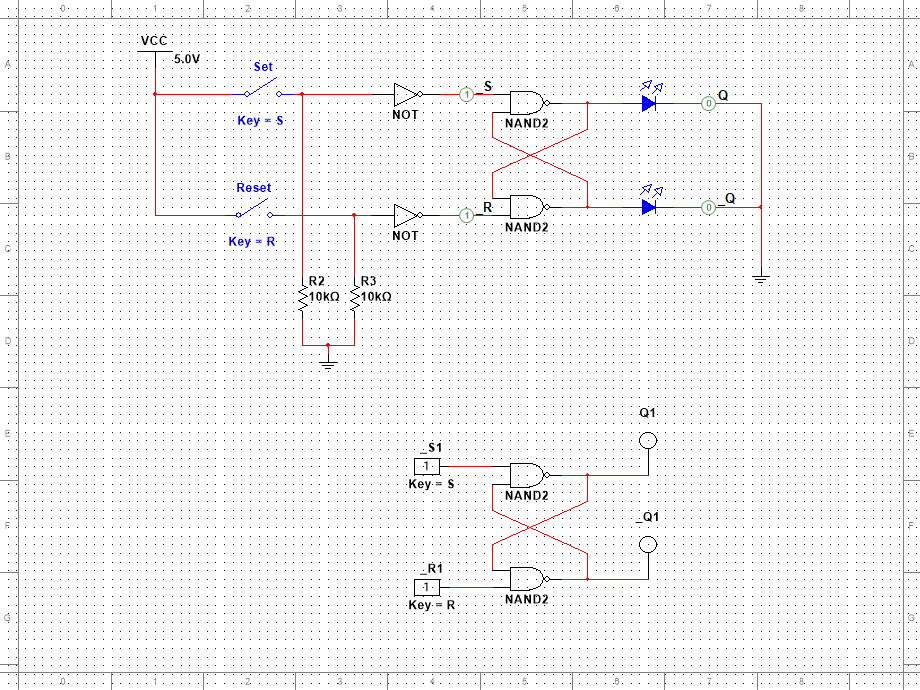 0 1 2 3 4 5 6 7 8
A A
VCC
5.0V
Set
Key = S
NOT
1 _S
NAND2
0 Q
B B
Reset
Key = R
NOT
1 _R
NAND2
0 _Q
C C
R2
10kΩ
R3
10kΩ
D D
E E
Q1
_S1
1
Key = S
NAND2
_Q1
F F
_R1
1
Key = R
NAND2
G G
0 1 2 3 4 5 6 7 8